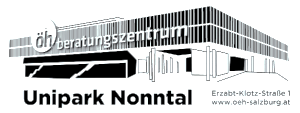 öh beratungszentrum
Unipark Nonntal
Erzabt-Klotz-Straße 1
www.oeh-salzburg.at